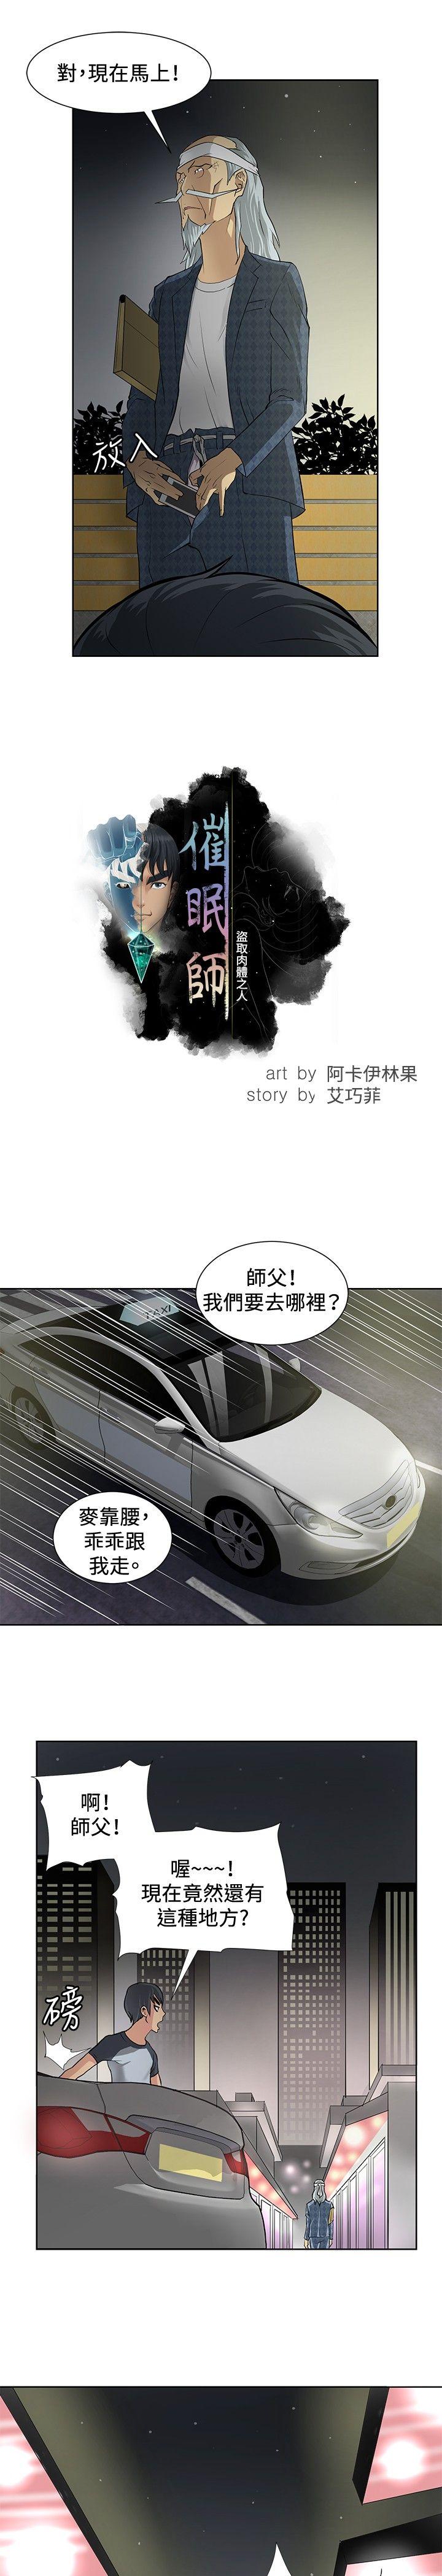 對，現在馬上！
放入
催眠師
盜取肉體之人
art by 阿卡伊林果
story by 艾巧菲
師父！
我們要去哪裡？
TAXI
麥靠腰，
乖乖跟
我走。
啊！
師父！
喔~~~！
現在竟然還有
這種地方？
磅